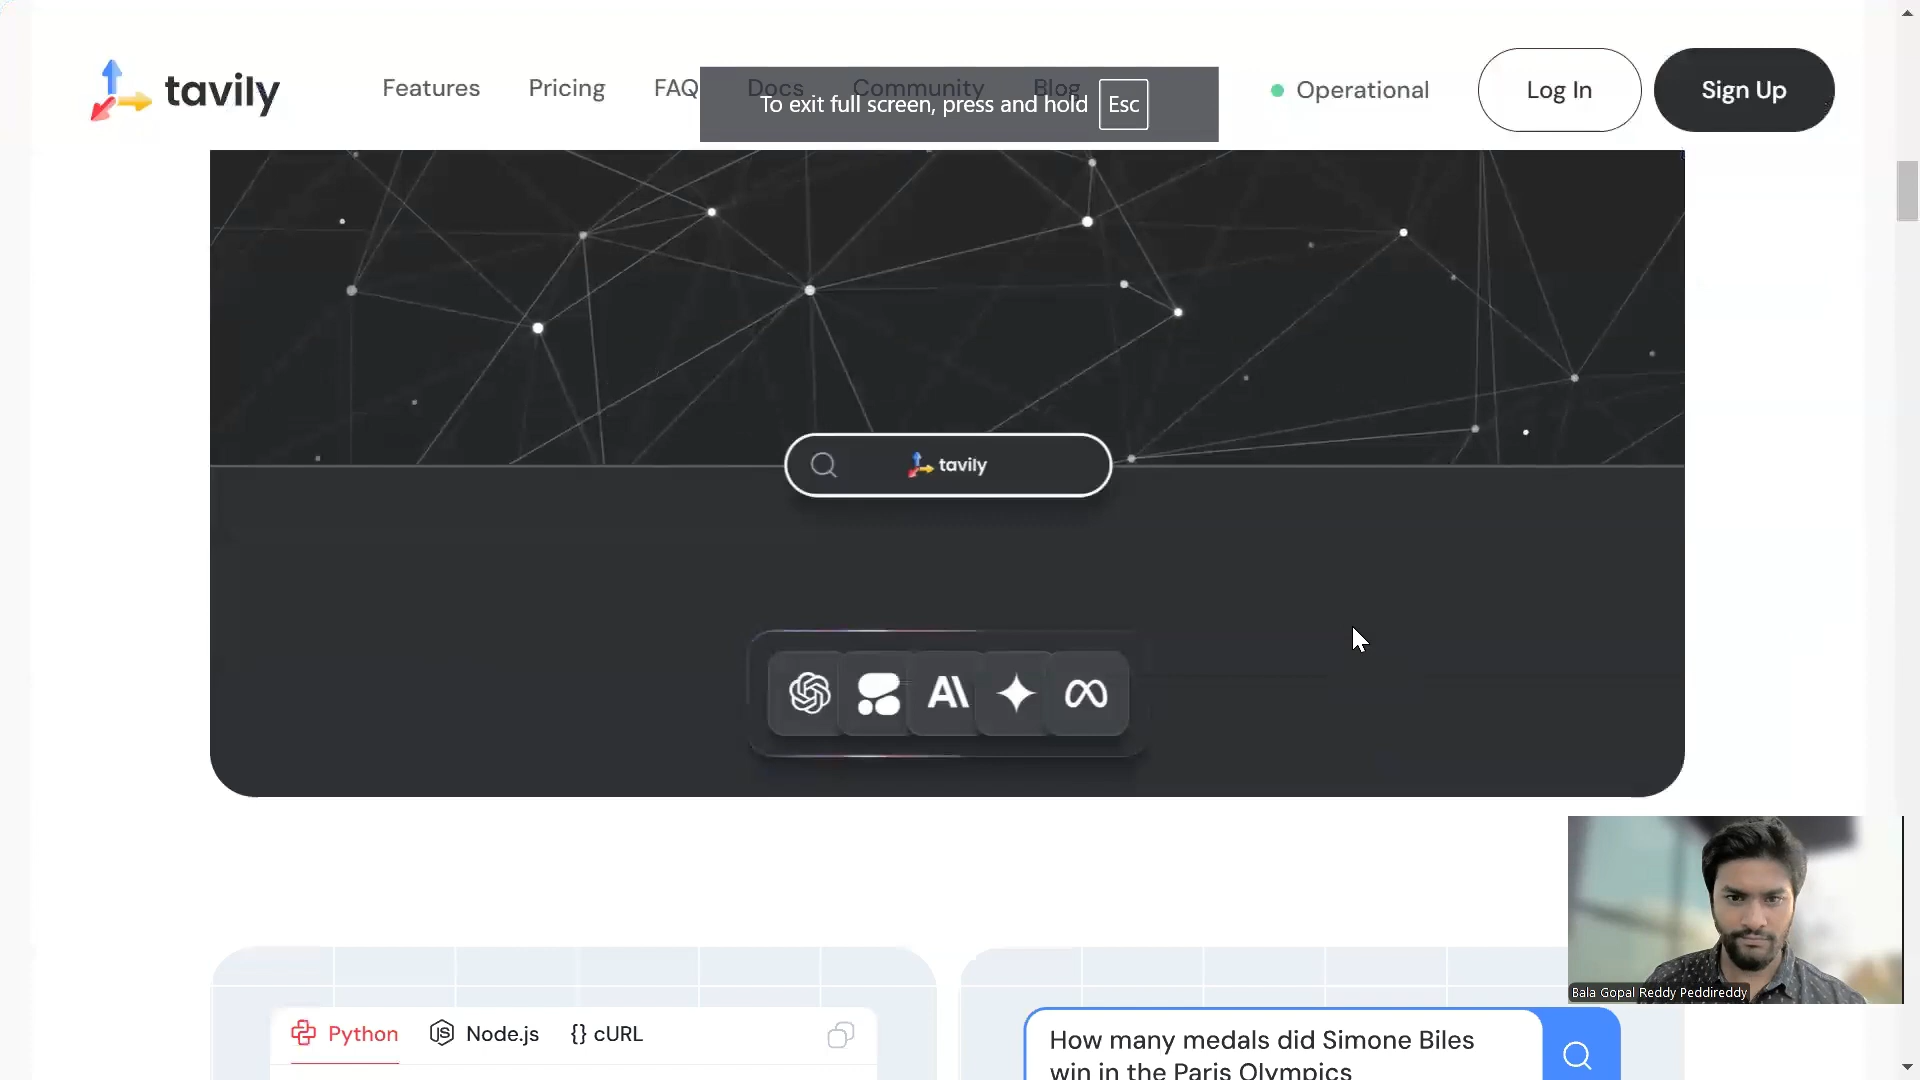 tavily
Features Pricing FAQ Docs Community Blog
To exit full screen, press and hold Esc
Operational
Log In
Sign Up
tavily
Python Node.js {} cURL
How many medals did Simone Biles
win in the Paris Olympics
Bala Gopal Reddy Peddireddy